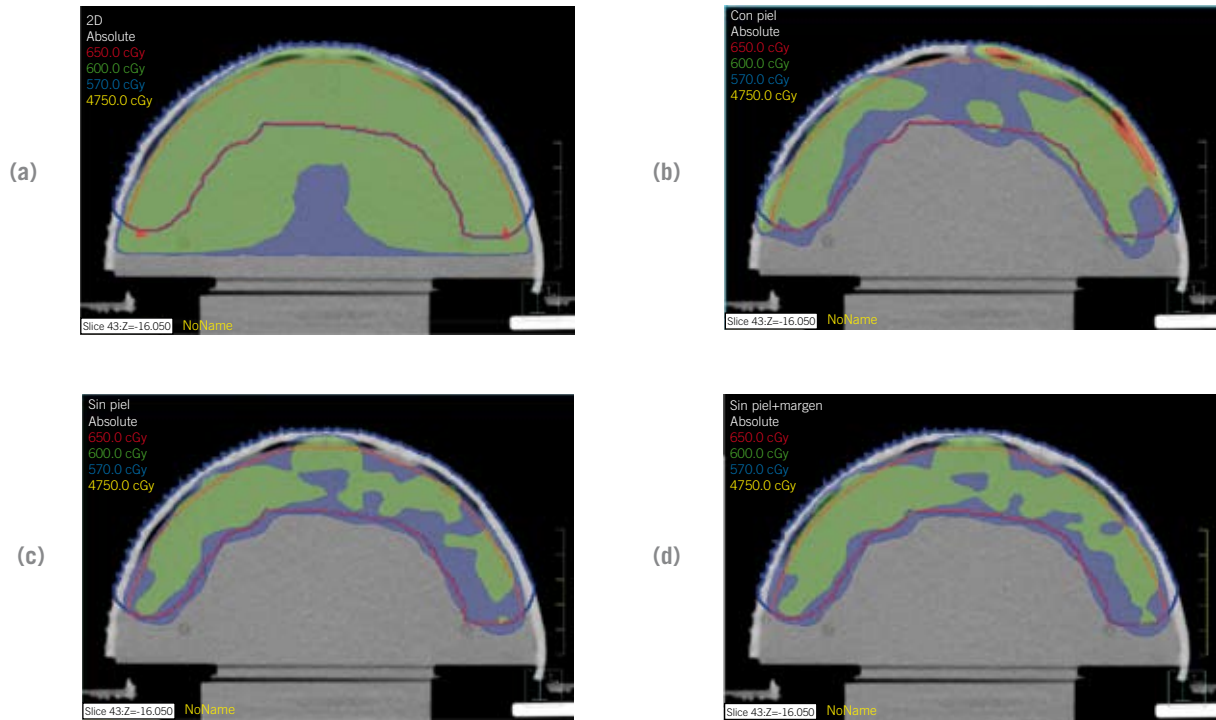 (a)
2D
Absolute
650.0 cGy
600.0 cGy
570.0 cGy
4750.0 cGy
Slice 43:Z=-16.050 NoName
(b)
Con piel
Absolute
650.0 cGy
600.0 cGy
570.0 cGy
4750.0 cGy
Slice 43:Z=-16.050 NoName
(c)
Sin piel
Absolute
650.0 cGy
600.0 cGy
570.0 cGy
4750.0 cGy
Slice 43:Z=-16.050 NoName
(d)
Sin piel+margen
Absolute
650.0 cGy
600.0 cGy
570.0 cGy
4750.0 cGy
Slice 43:Z=-16.050 NoName